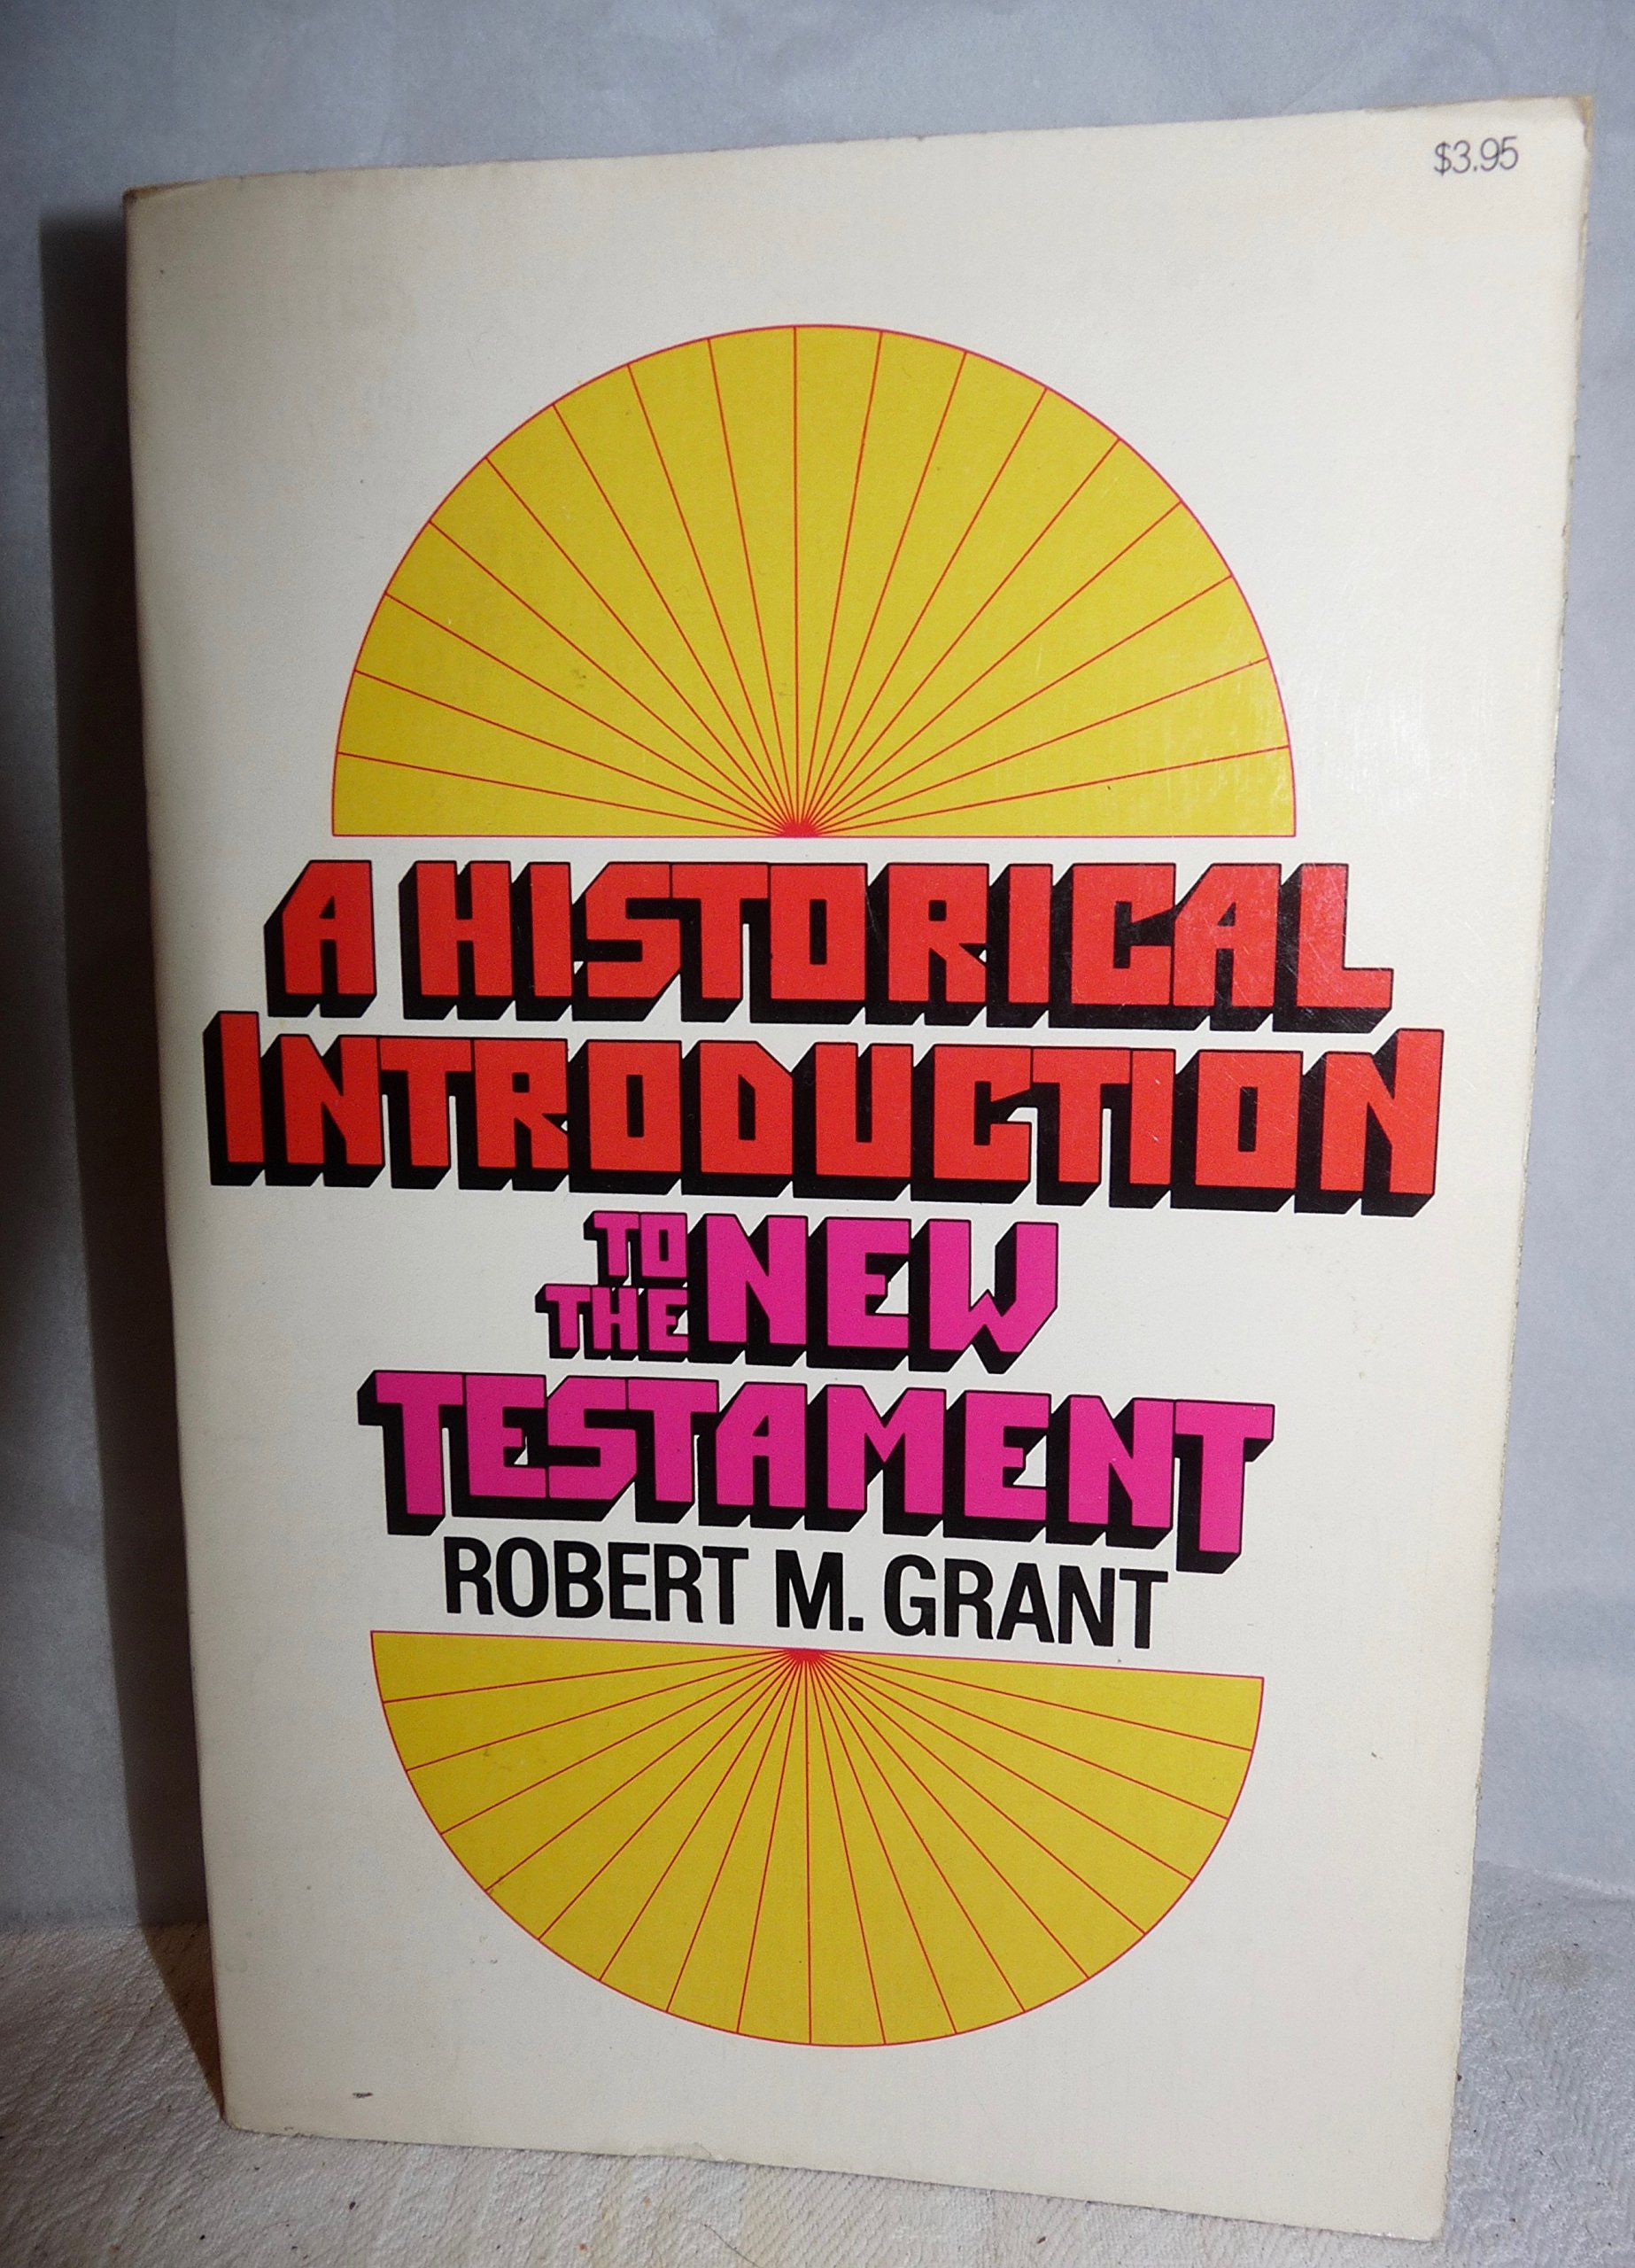 $3.95
A HISTORICAL
INTRODUCTION
TO
THE NEW
TESTAMENT
ROBERT M. GRANT